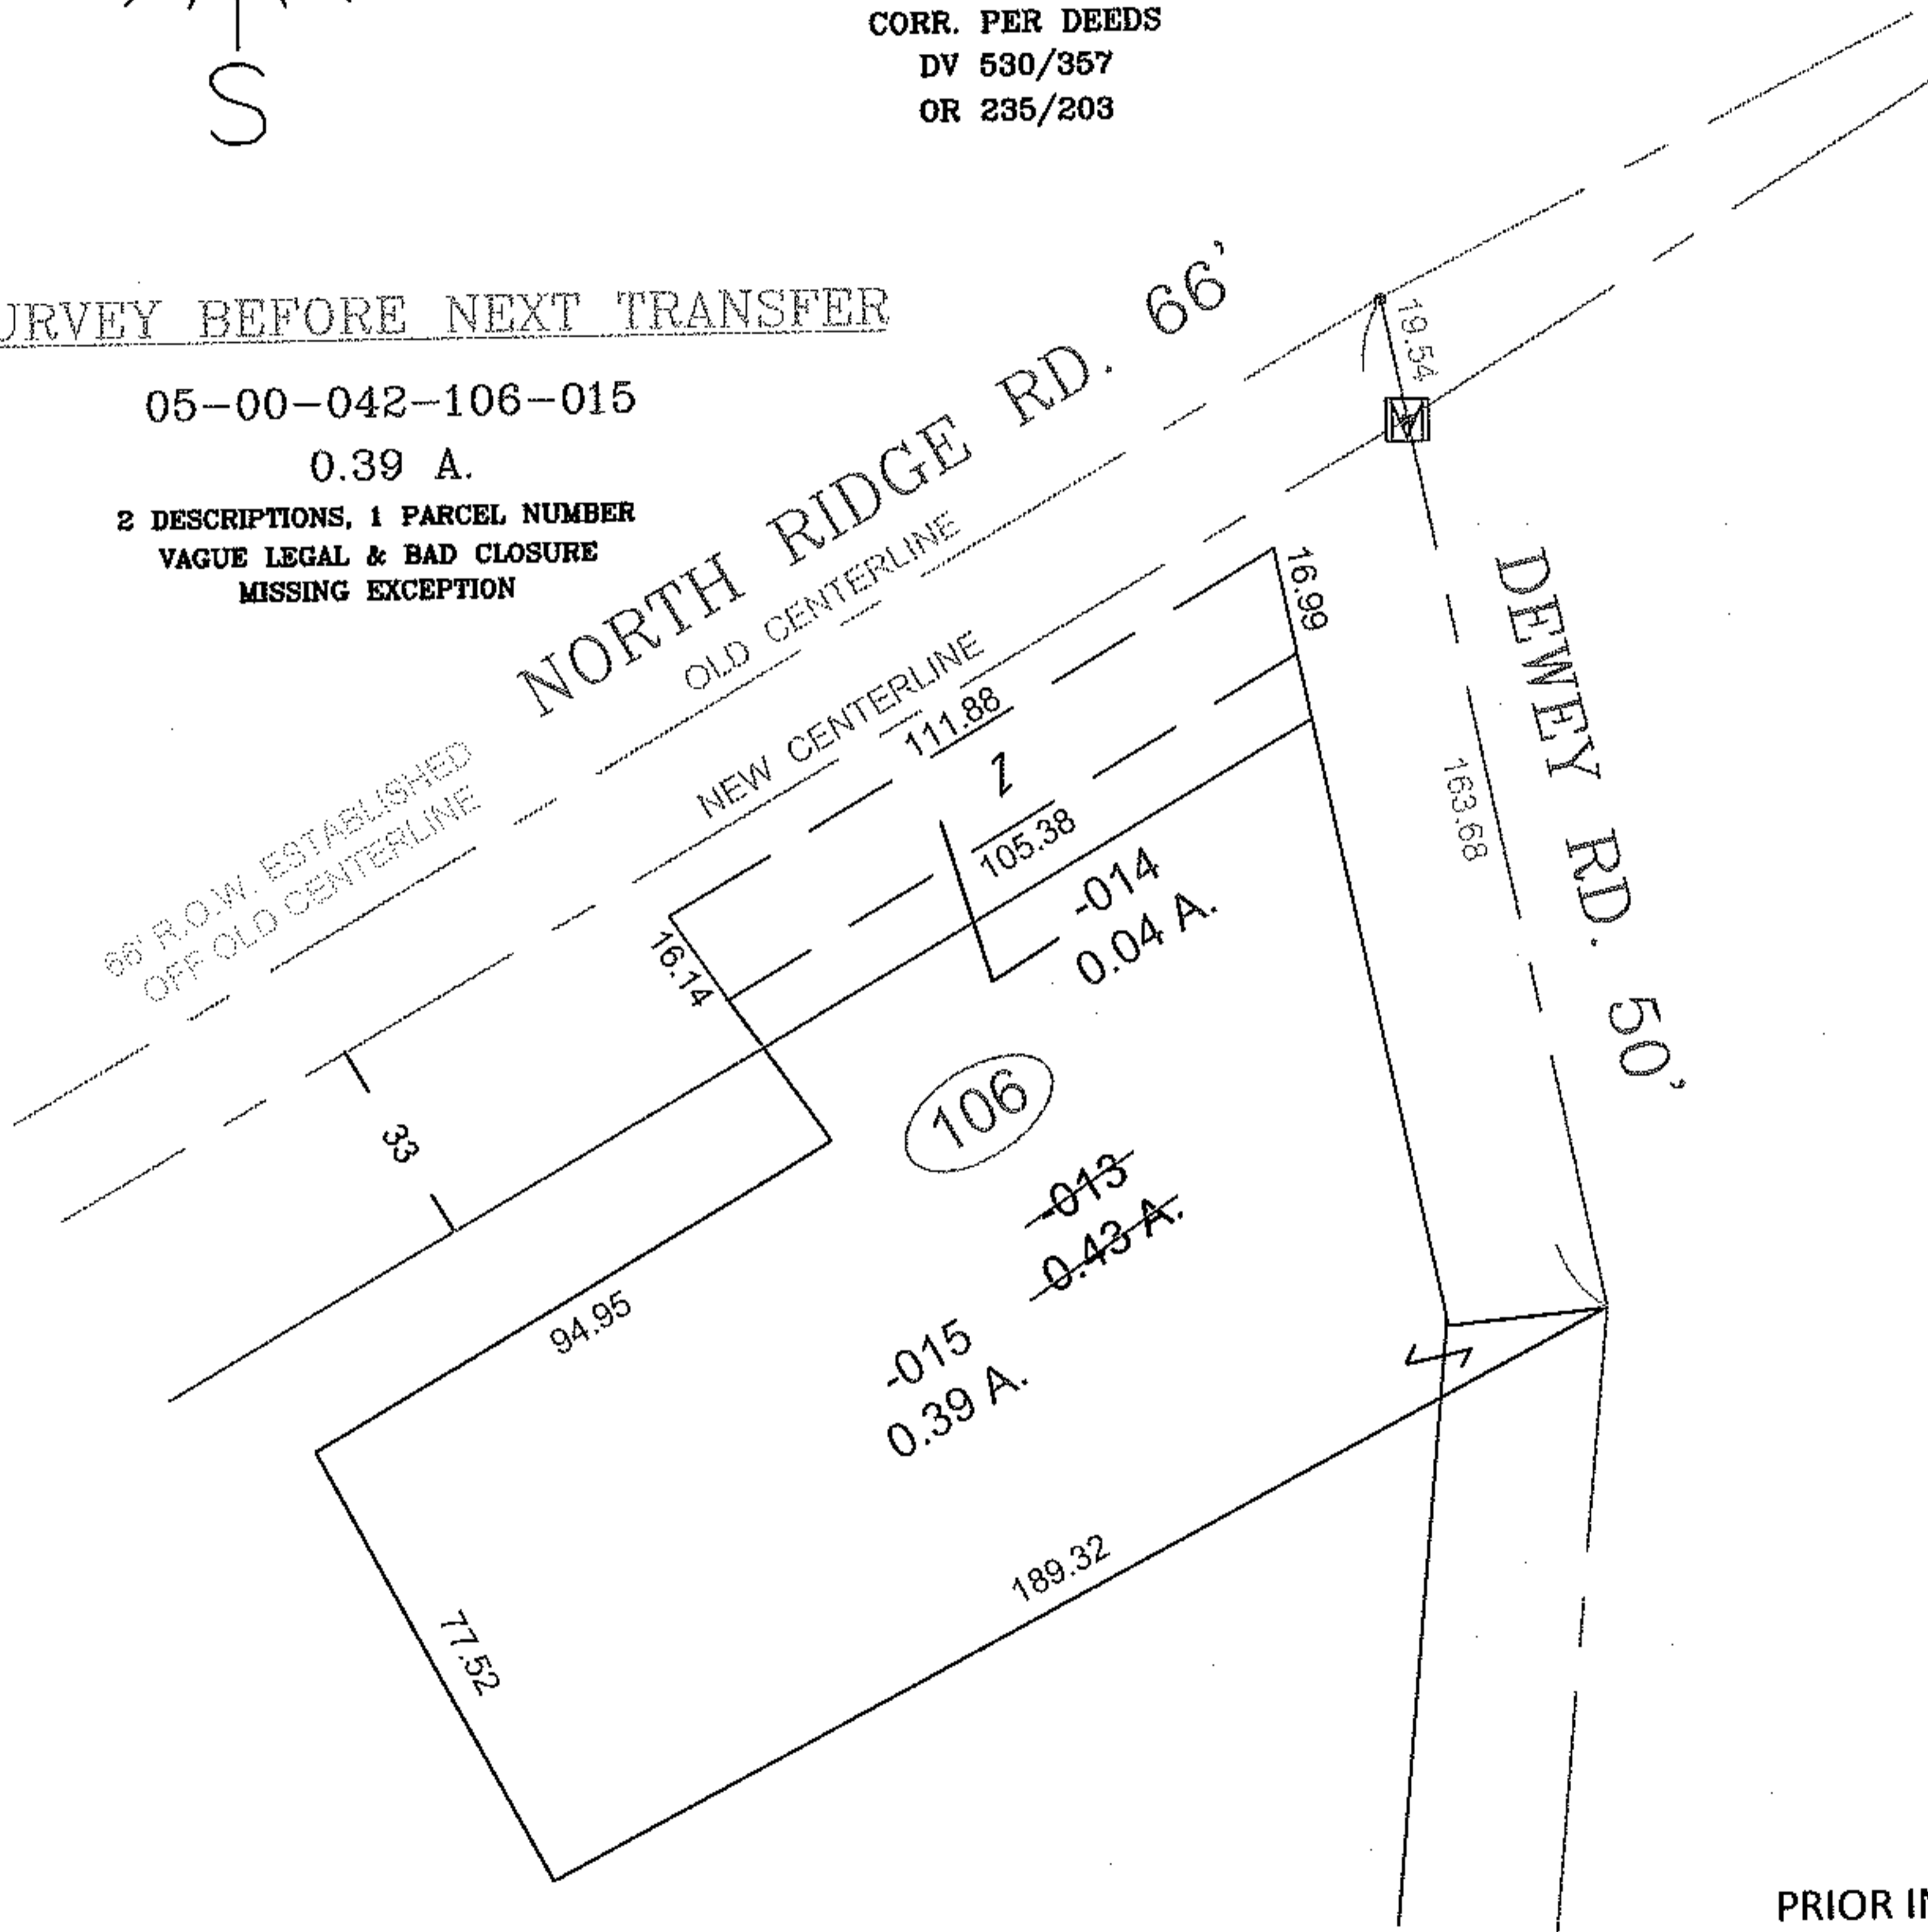 S
CORR. PER DEEDS
DV 530/357
OR 235/203
URVEY BEFORE NEXT TRANSFER
05-00-042-106-015
0.39 A.
2 DESCRIPTIONS, 1 PARCEL NUMBER
VAGUE LEGAL & BAD CLOSURE
MISSING EXCEPTION
NORTH RIDGE RD. 66'
OLD CENTERLINE
NEW CENTERLINE
66' R.O.W. ESTABLISHED
OFF OLD CENTERLINE
19.54
16.99
DEWEY RD. 50'
163.68
111.88
105.38
-014
0.04 A.
16.14
33
106
-013
0.43 A.
94.95
-015
0.39 A.
189.32
77.52
PRIOR IN